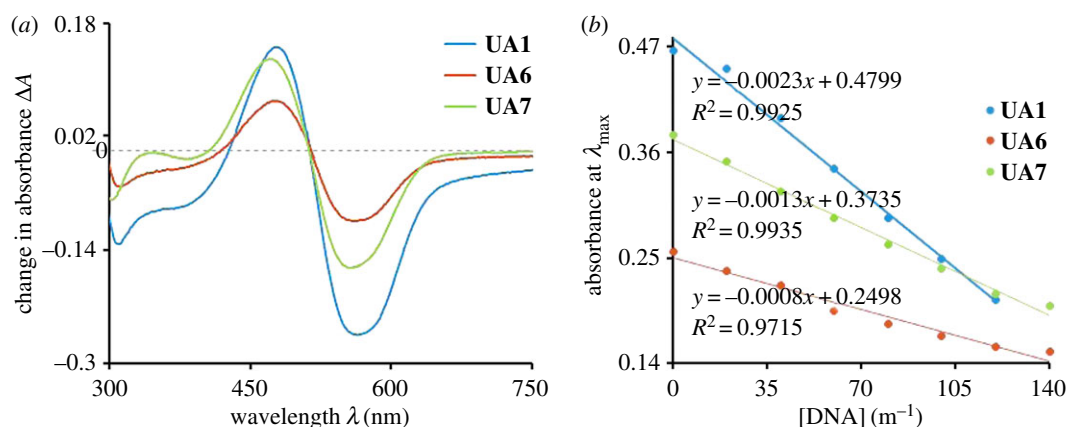 (a)
0.18
0.02
0
–0.14
–0.3
change in absorbance ΔA
UA1
UA6
UA7
300
450
600
750
wavelength λ (nm)
(b)
0.47
0.36
0.25
0.14
absorbance at λmax
y = –0.0023x + 0.4799
R² = 0.9925
y = –0.0013x + 0.3735
R² = 0.9935
y = –0.0008x + 0.2498
R² = 0.9715
UA1
UA6
UA7
0
35
70
105
140
[DNA] (m⁻¹)